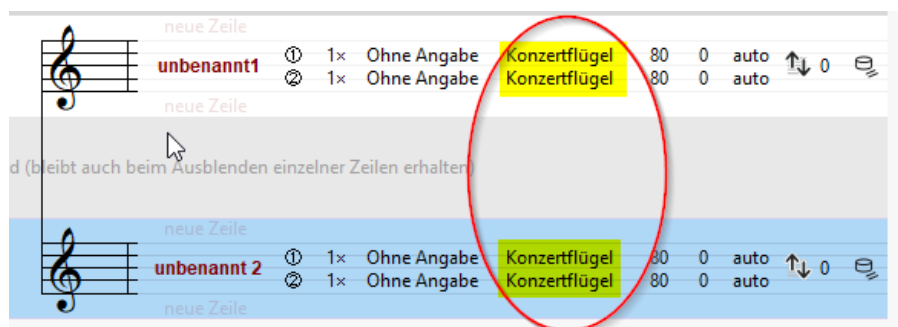 neue Zeile
unbenannt1 ① 1× Ohne Angabe Konzertflügel 80 0 auto 0
② 1× Ohne Angabe Konzertflügel 80 0 auto
neue Zeile
d (bleibt auch beim Ausblenden einzelner Zeilen erhalten)
neue Zeile
unbenannt 2 ① 1× Ohne Angabe Konzertflügel 80 0 auto 0
② 1× Ohne Angabe Konzertflügel 80 0 auto
neue Zeile